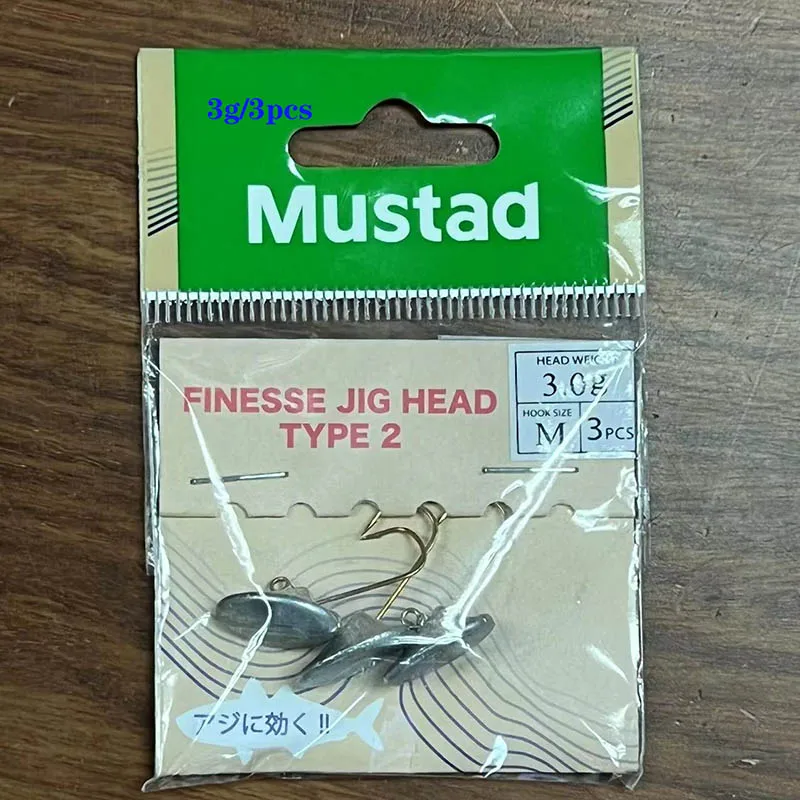 3g/3pcs
Mustad
HEAD WEIGHT
3.0g
HOOK SIZE
M 3PCS
FINESSE JIG HEAD
TYPE 2
アジに効く!!